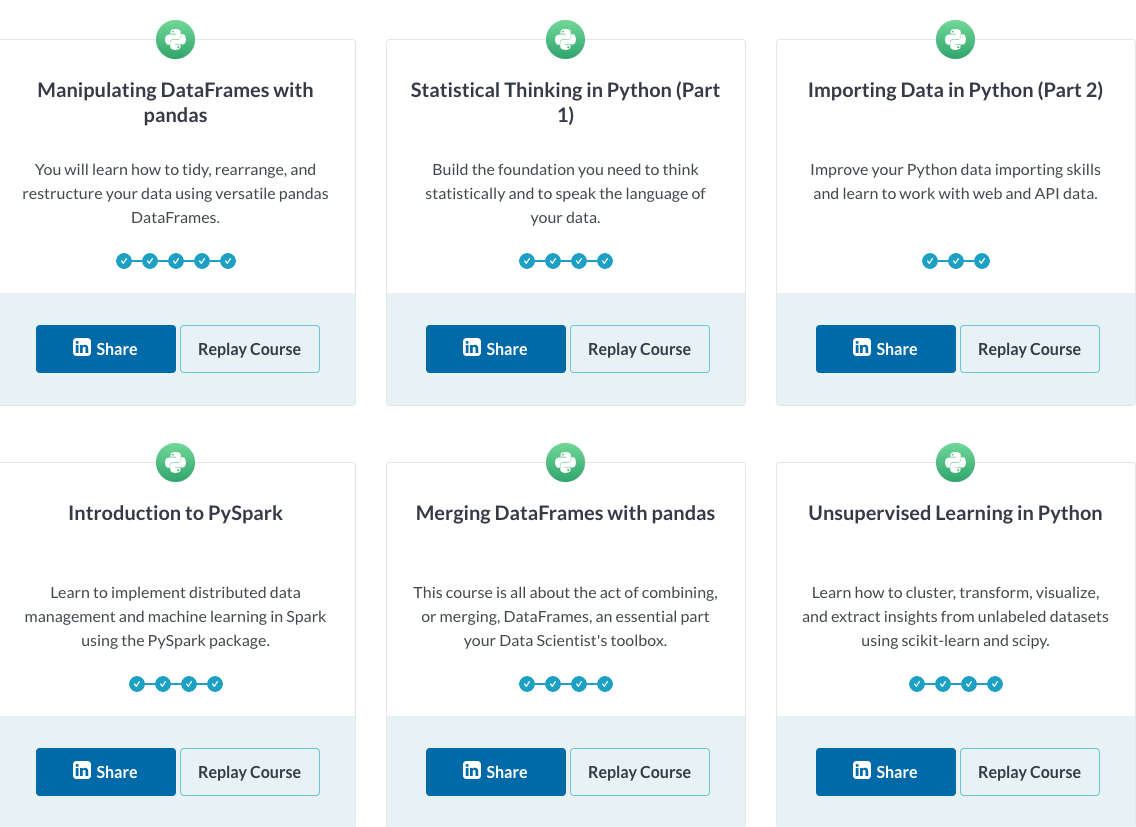 Manipulating DataFrames with
pandas
You will learn how to tidy, rearrange, and
restructure your data using versatile pandas
DataFrames.
in Share
Replay Course
Statistical Thinking in Python (Part
1)
Build the foundation you need to think
statistically and to speak the language of
your data.
in Share
Replay Course
Importing Data in Python (Part 2)
Improve your Python data importing skills
and learn to work with web and API data.
in Share
Replay Course
Introduction to PySpark
Learn to implement distributed data
management and machine learning in Spark
using the PySpark package.
in Share
Replay Course
Merging DataFrames with pandas
This course is all about the act of combining,
or merging, DataFrames, an essential part
your Data Scientist's toolbox.
in Share
Replay Course
Unsupervised Learning in Python
Learn how to cluster, transform, visualize,
and extract insights from unlabeled datasets
using scikit-learn and scipy.
in Share
Replay Course